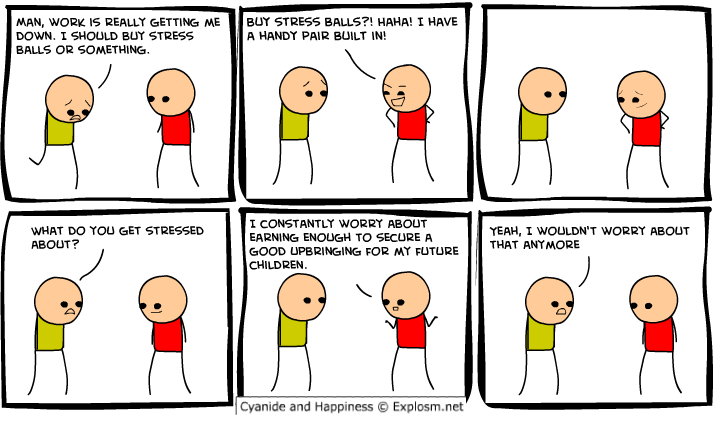 MAN, WORK IS REALLY GETTING ME
DOWN. I SHOULD BUY STRESS
BALLS OR SOMETHING.
BUY STRESS BALLS?! HAHA! I HAVE
A HANDY PAIR BUILT IN!
WHAT DO YOU GET STRESSED
ABOUT?
I CONSTANTLY WORRY ABOUT
EARNING ENOUGH TO SECURE A
GOOD UPBRINGING FOR MY FUTURE
CHILDREN.
YEAH, I WOULDN'T WORRY ABOUT
THAT ANYMORE
Cyanide and Happiness © Explosm.net